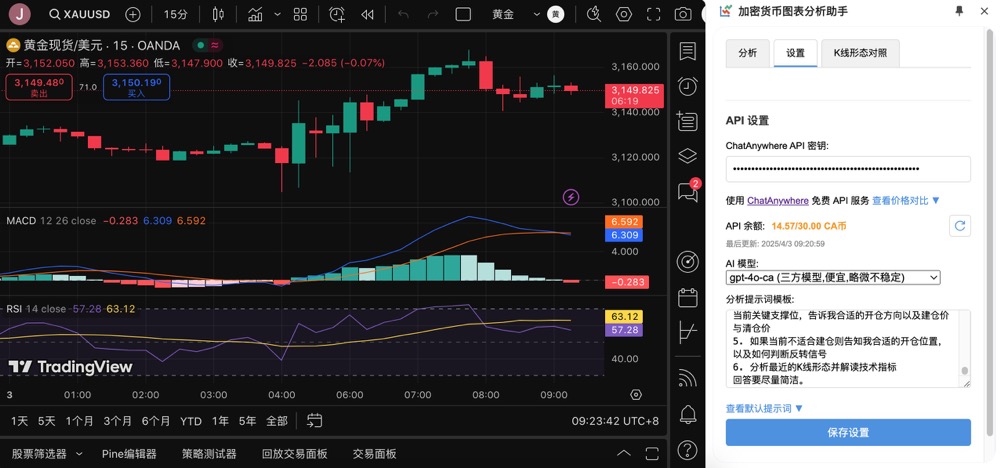 J
XAUUSD
15分
黄金
黄
黄金现货/美元 · 15 · OANDA
开=3,152.050 高=3,153.360 低=3,147.900 收=3,149.825 −2.085 (−0.07%)
3,149.480
卖出
71.0
3,150.190
买入
3,160.000
3,149.825
06:19
3,140.000
3,120.000
3,100.000
MACD 12 26 close −0.283 6.309 6.592
6.592
6.309
4.000
−0.283
RSI 14 close 57.28 63.12
63.12
57.28
40.00
TradingView
3 01:00 02:00 03:00 04:00 06:00 07:00 08:00 09:00
1天 5天 1个月 3个月 6个月 YTD 1年 5年 全部
09:23:42 UTC+8
股票筛选器 Pine编辑器 策略测试器 回放交易面板 交易面板
2
加密货币图表分析助手
分析 设置 K线形态对照
API 设置
ChatAnywhere API 密钥:
使用 ChatAnywhere 免费 API 服务 查看价格对比 ▼
API 余额: 14.57/30.00 CA币
最后更新: 2025/4/3 09:20:59
AI 模型:
gpt-4o-ca (三方模型,便宜,略微不稳定)
分析提示词模板:
当前关键支撑位，告诉我合适的开仓方向以及建仓价
与清仓价
5. 如果当前不适合建仓则告知我合适的开仓位置，
以及如何判断反转信号
6. 分析最近的K线形态并解读技术指标
回答要尽量简洁。
查看默认提示词 ▼
保存设置